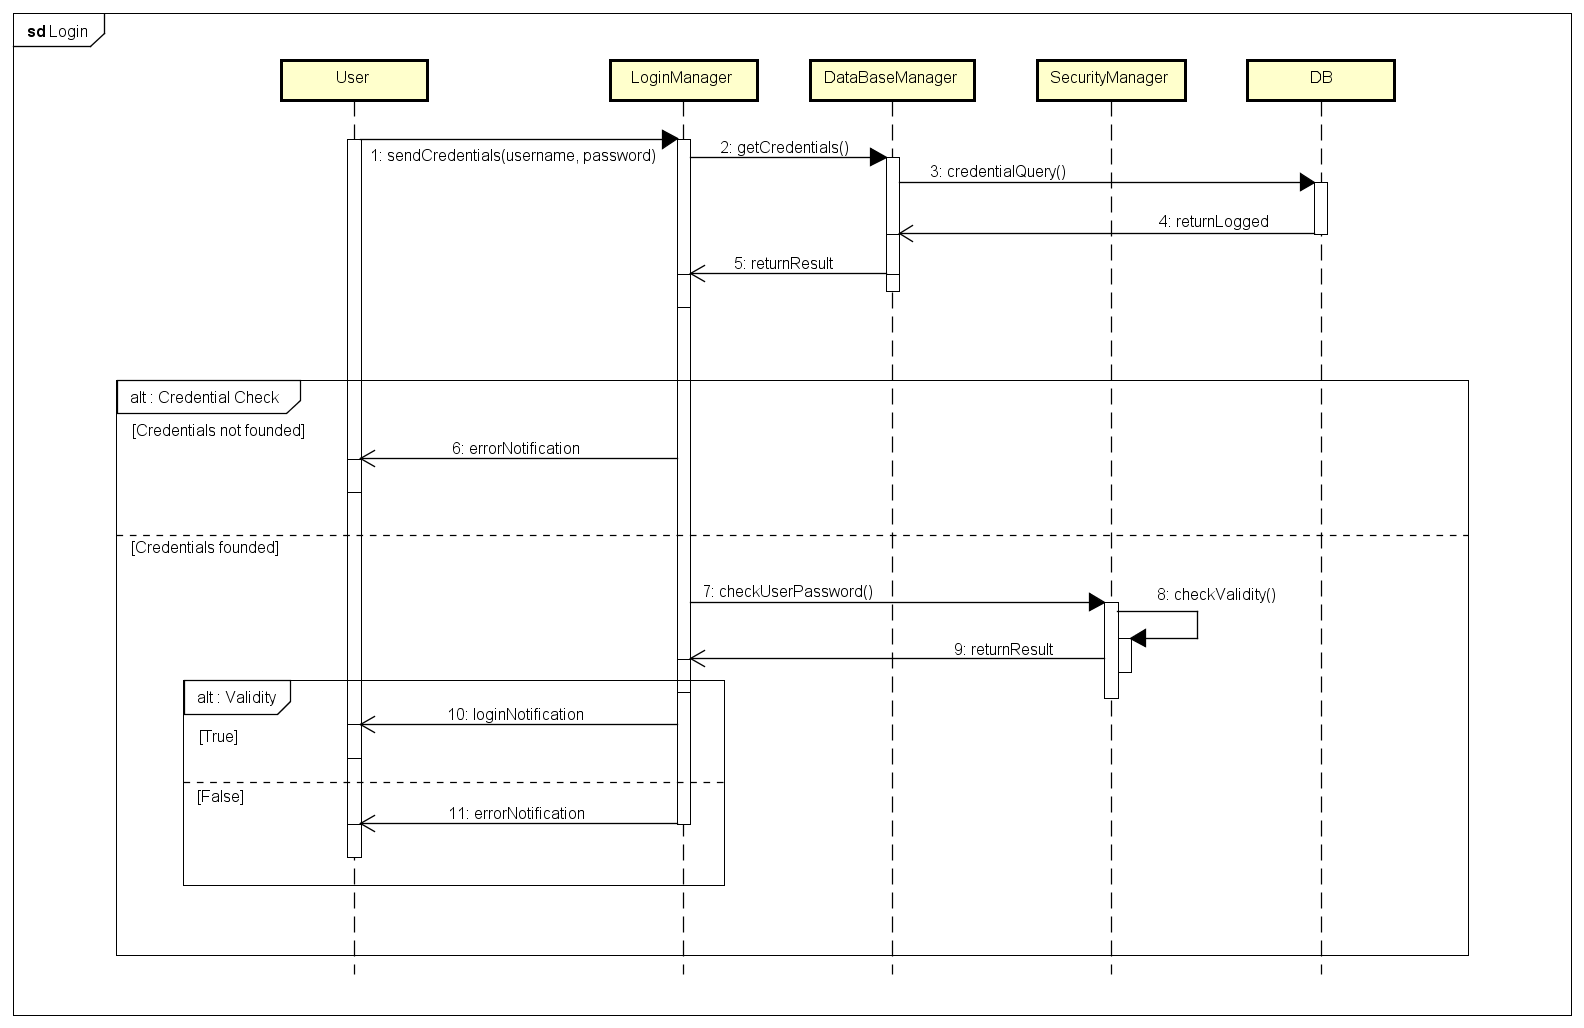 sd Login
User
LoginManager
DataBaseManager
SecurityManager
DB
1: sendCredentials(username, password)
2: getCredentials()
3: credentialQuery()
4: returnLogged
5: returnResult
alt : Credential Check
[Credentials not founded]
6: errorNotification
[Credentials founded]
7: checkUserPassword()
8: checkValidity()
9: returnResult
alt : Validity
10: loginNotification
[True]
[False]
11: errorNotification